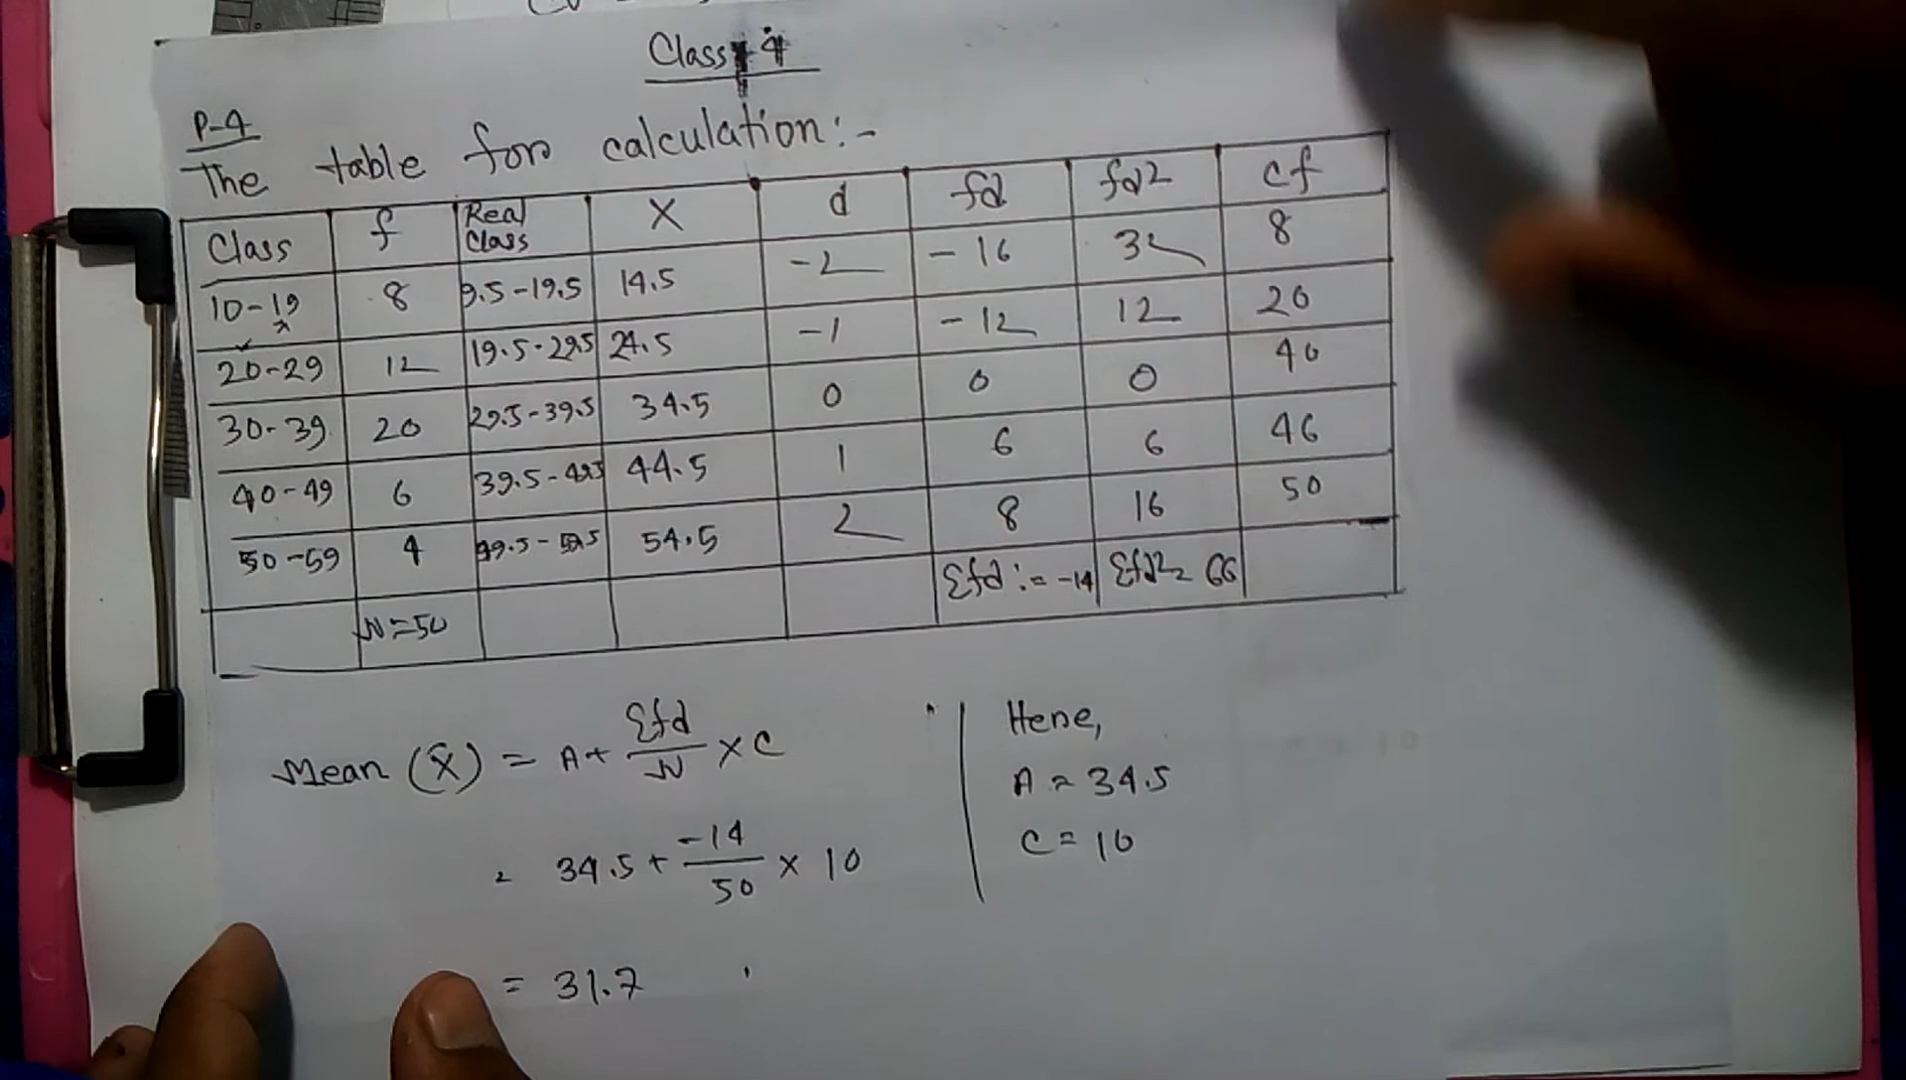 Class 4
P-4
The table for calculation:-
Class f Real Class X d fd fd2 cf
10-19 8 9.5-19.5 14.5 -2 -16 32 8
20-29 12 19.5-29.5 24.5 -1 -12 12 20
30-39 20 29.5-39.5 34.5 0 0 0 40
40-49 6 39.5-49.5 44.5 1 6 6 46
50-59 4 49.5-59.5 54.5 2 8 16 50
N=50 Σfd := -14 Σfd2= 66
Mean (x̄) = A+ Σfd/N × C
= 34.5+ -14/50 × 10
= 31.7
Here,
A = 34.5
C = 10